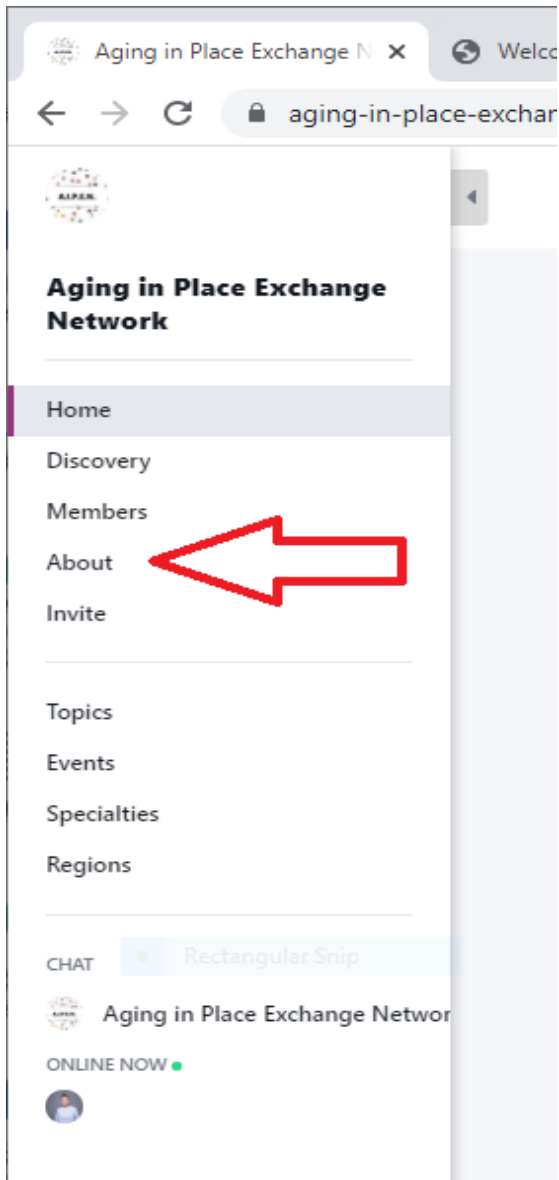 Aging in Place Exchange N
Welco
aging-in-place-exchan
A.I.P.E.N.
Aging in Place Exchange
Network
Home
Discovery
Members
About
Invite
Topics
Events
Specialties
Regions
Rectangular Snip
CHAT
Aging in Place Exchange Networ
ONLINE NOW